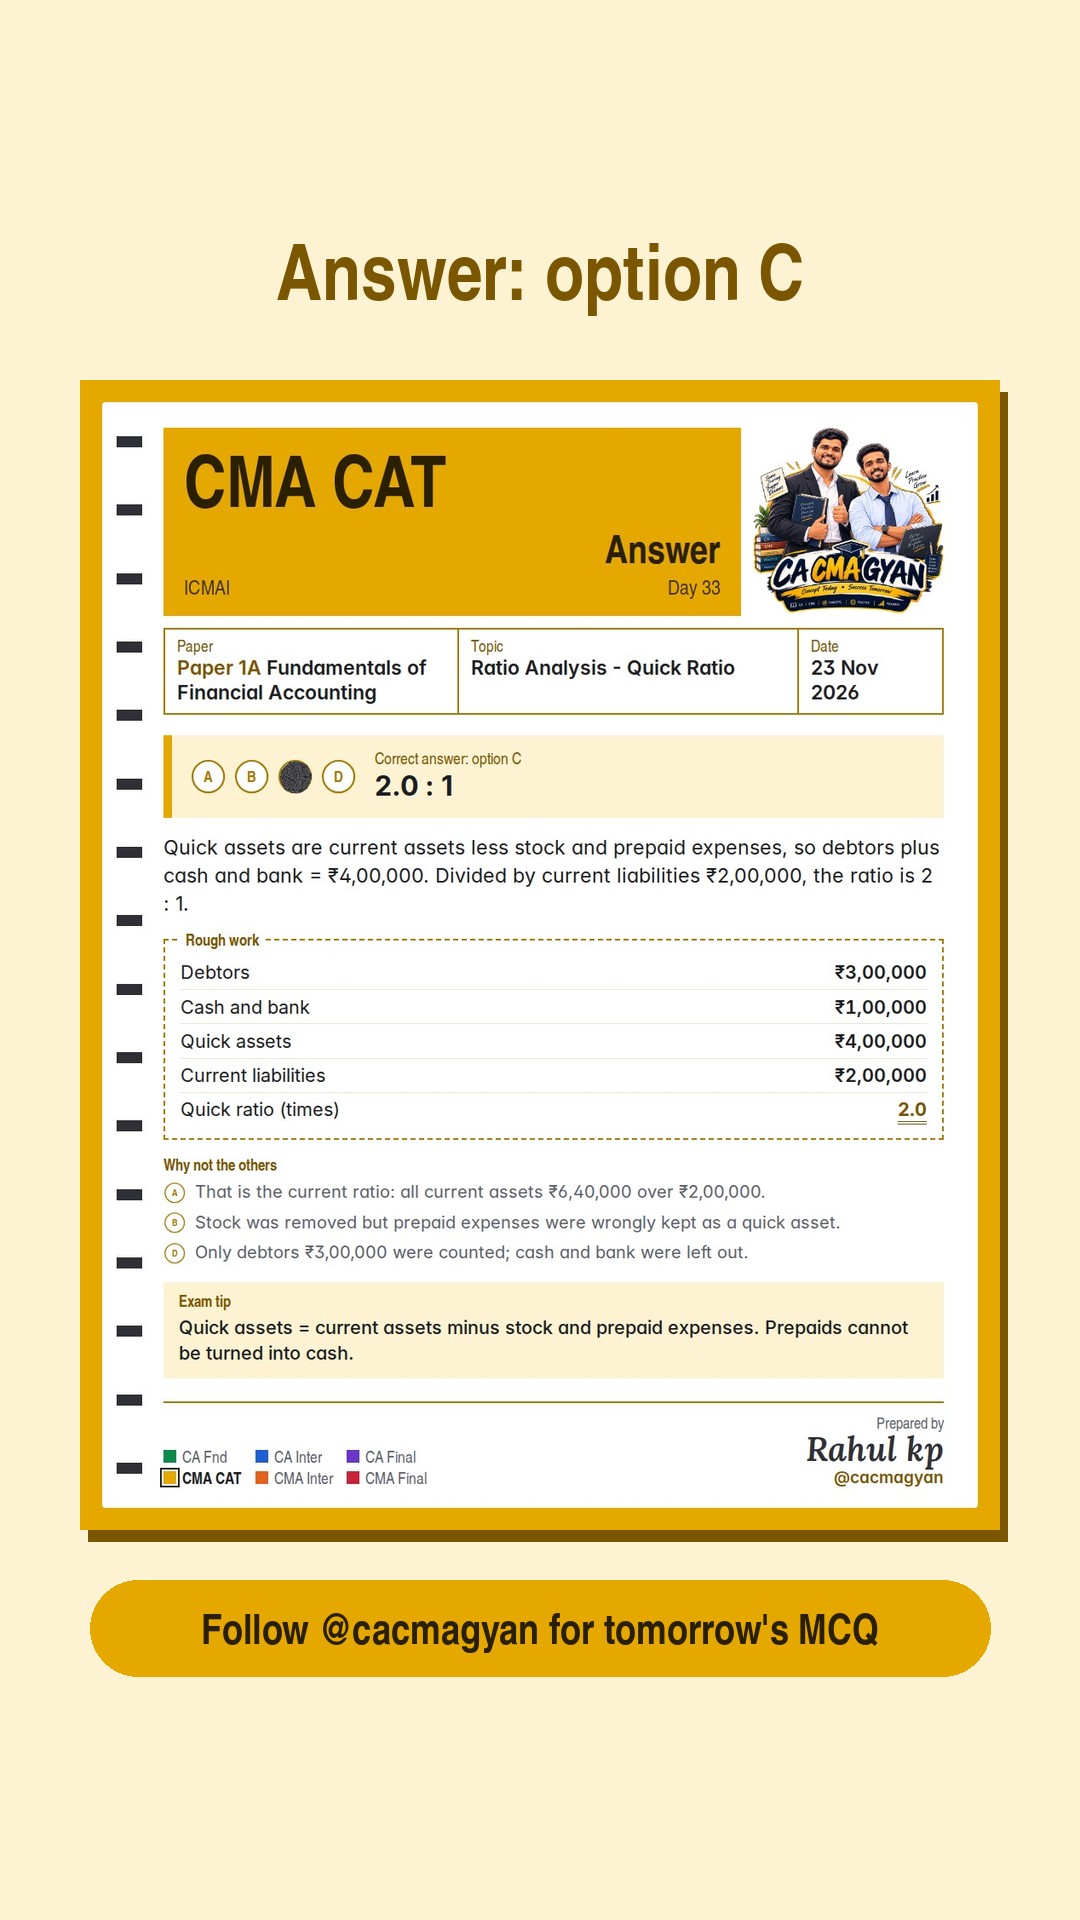 Answer: option C
CMA CAT
Answer
ICMAI
Day 33
CA CMA GYAN
Concept Today • Success Tomorrow
Paper
Paper 1A Fundamentals of
Financial Accounting
Topic
Ratio Analysis - Quick Ratio
Date
23 Nov
2026
A B D
Correct answer: option C
2.0 : 1
Quick assets are current assets less stock and prepaid expenses, so debtors plus
cash and bank = ₹4,00,000. Divided by current liabilities ₹2,00,000, the ratio is 2
: 1.
Rough work
Debtors ₹3,00,000
Cash and bank ₹1,00,000
Quick assets ₹4,00,000
Current liabilities ₹2,00,000
Quick ratio (times) 2.0
Why not the others
A That is the current ratio: all current assets ₹6,40,000 over ₹2,00,000.
B Stock was removed but prepaid expenses were wrongly kept as a quick asset.
D Only debtors ₹3,00,000 were counted; cash and bank were left out.
Exam tip
Quick assets = current assets minus stock and prepaid expenses. Prepaids cannot
be turned into cash.
CA Fnd CA Inter CA Final
CMA CAT CMA Inter CMA Final
Prepared by
Rahul kp
@cacmagyan
Follow @cacmagyan for tomorrow's MCQ